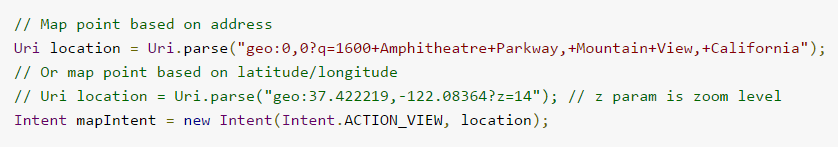 // Map point based on address
Uri location = Uri.parse("geo:0,0?q=1600+Amphitheatre+Parkway,+Mountain+View,+California");
// Or map point based on latitude/longitude
// Uri location = Uri.parse("geo:37.422219,-122.08364?z=14"); // z param is zoom level
Intent mapIntent = new Intent(Intent.ACTION_VIEW, location);